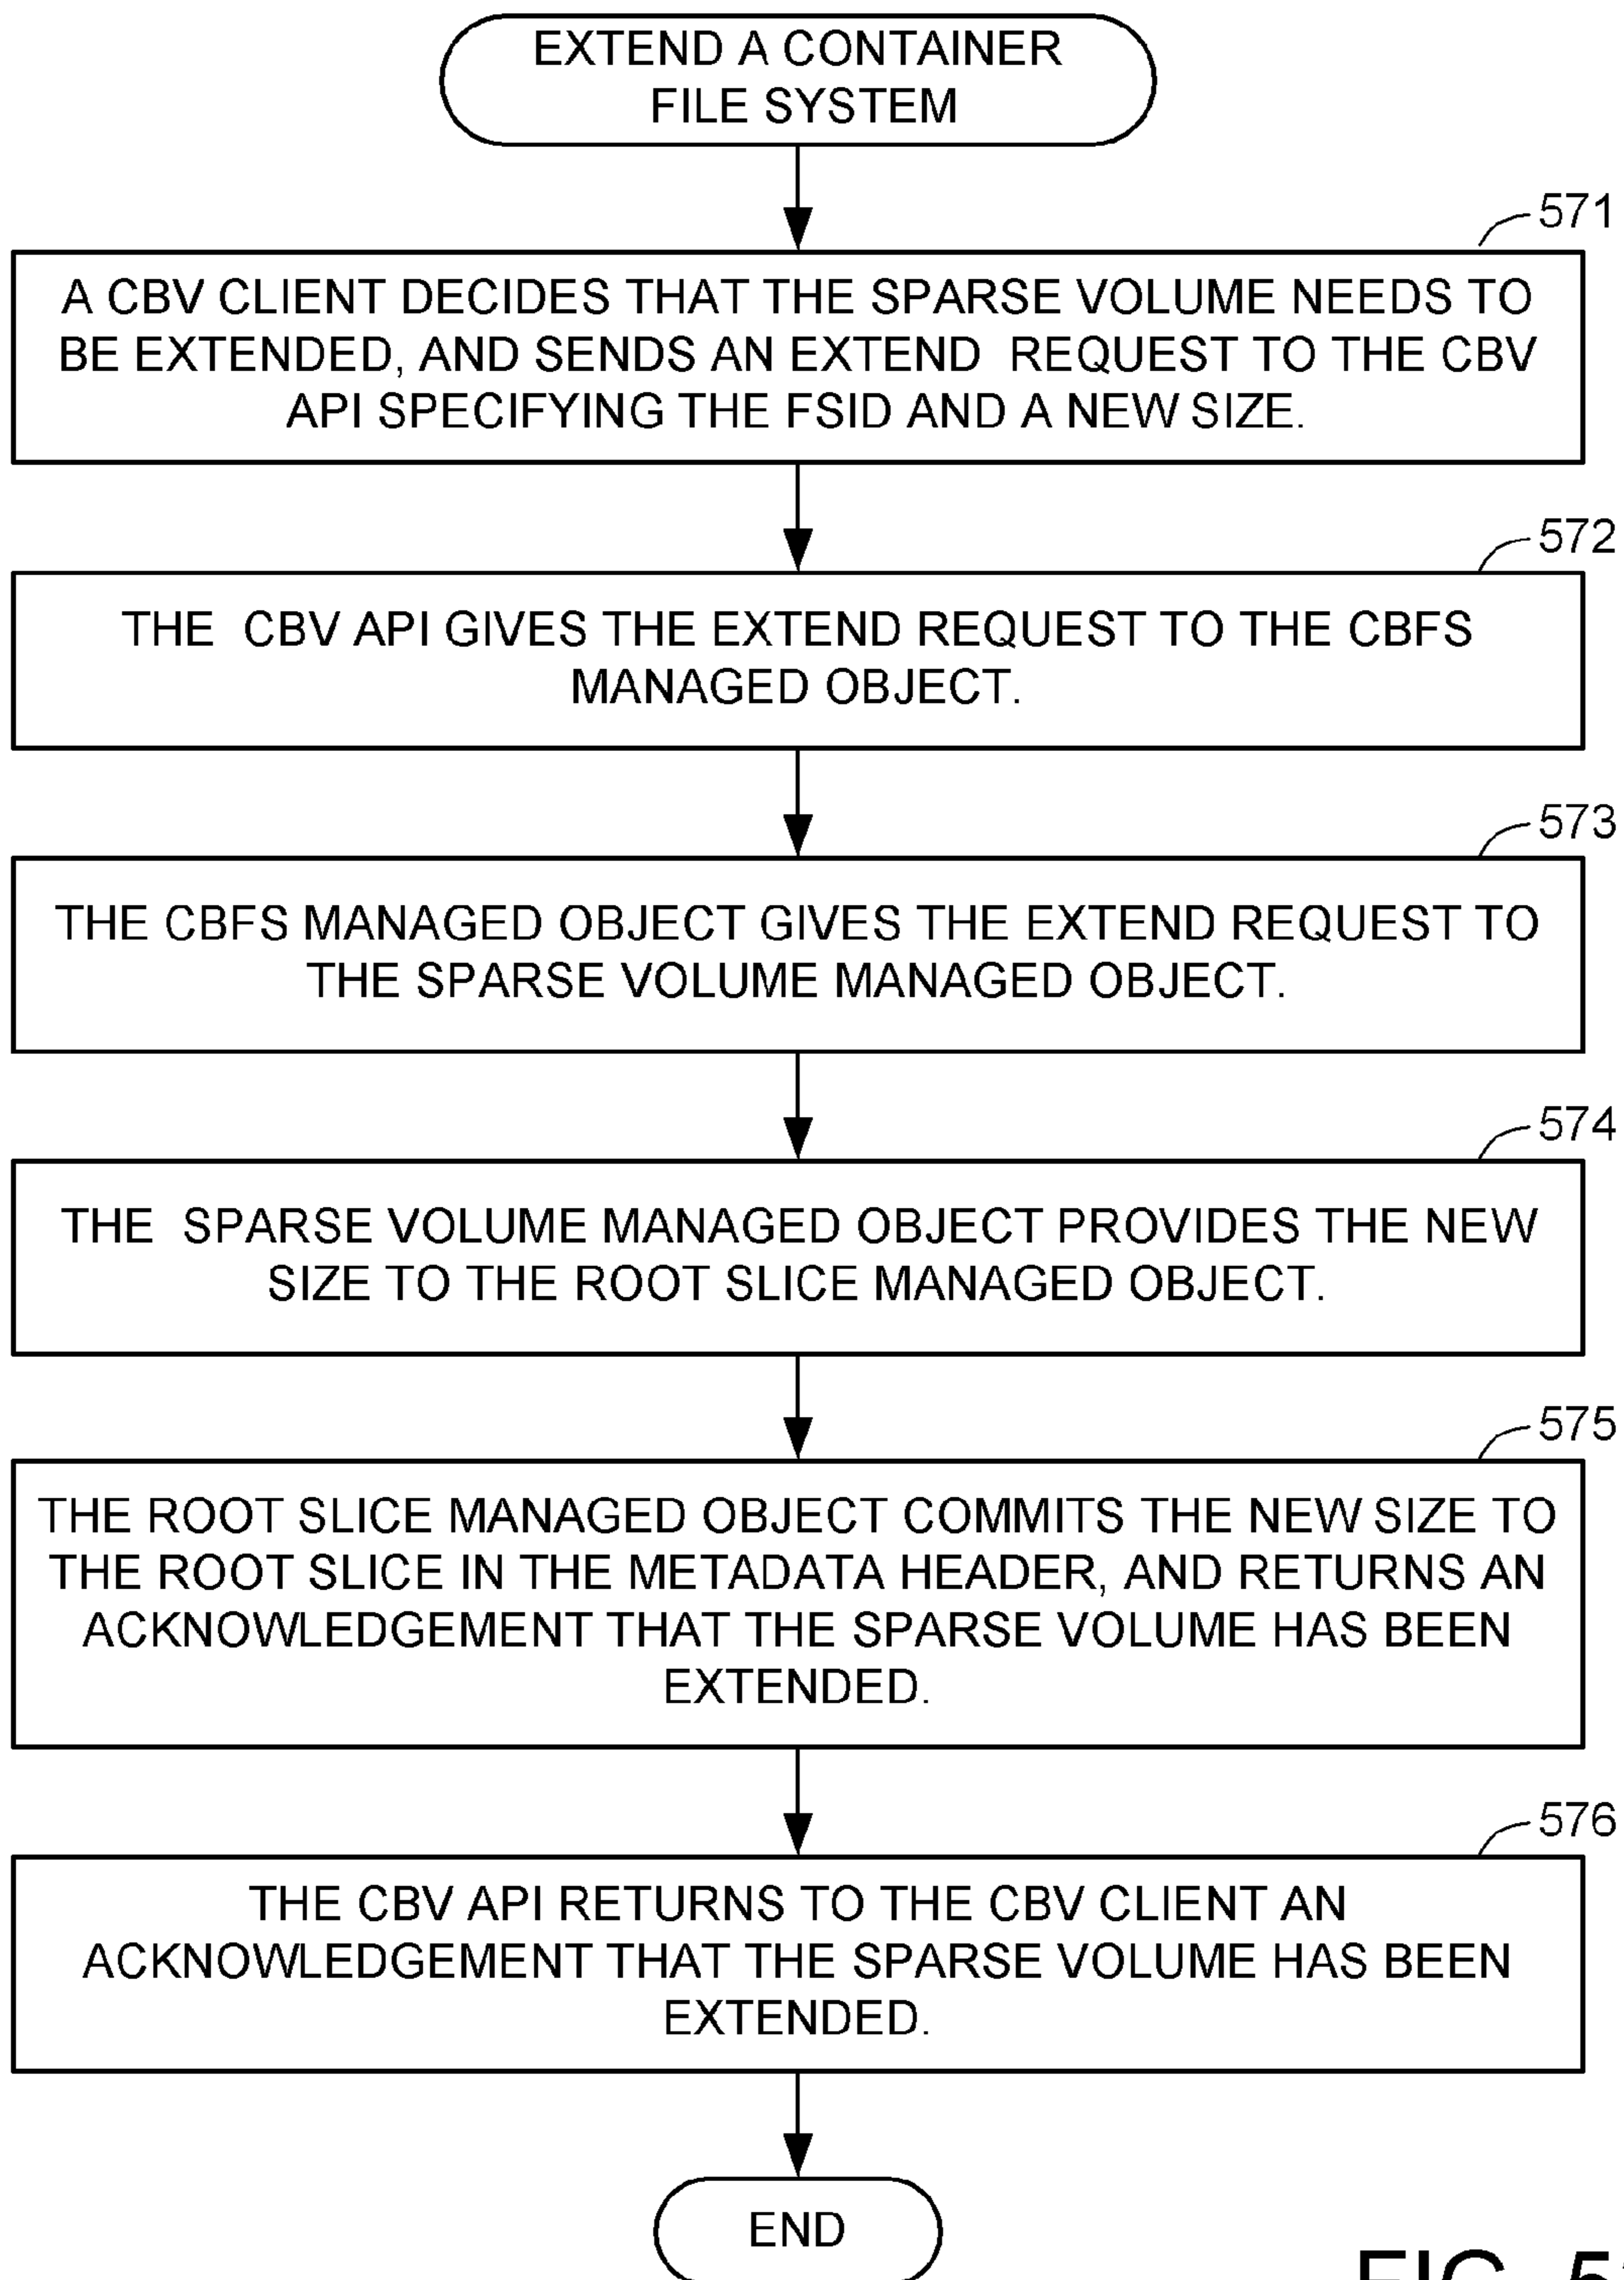 EXTEND A CONTAINER
FILE SYSTEM
571
A CBV CLIENT DECIDES THAT THE SPARSE VOLUME NEEDS TO
BE EXTENDED, AND SENDS AN EXTEND REQUEST TO THE CBV
API SPECIFYING THE FSID AND A NEW SIZE.
572
THE CBV API GIVES THE EXTEND REQUEST TO THE CBFS
MANAGED OBJECT.
573
THE CBFS MANAGED OBJECT GIVES THE EXTEND REQUEST TO
THE SPARSE VOLUME MANAGED OBJECT.
574
THE SPARSE VOLUME MANAGED OBJECT PROVIDES THE NEW
SIZE TO THE ROOT SLICE MANAGED OBJECT.
575
THE ROOT SLICE MANAGED OBJECT COMMITS THE NEW SIZE TO
THE ROOT SLICE IN THE METADATA HEADER, AND RETURNS AN
ACKNOWLEDGEMENT THAT THE SPARSE VOLUME HAS BEEN
EXTENDED.
576
THE CBV API RETURNS TO THE CBV CLIENT AN
ACKNOWLEDGEMENT THAT THE SPARSE VOLUME HAS BEEN
EXTENDED.
END
FIG.